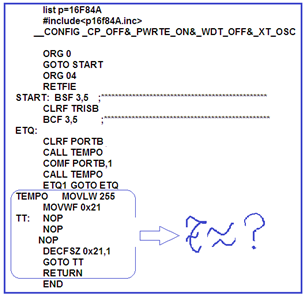 list p=16F84A
#include<p16f84a.inc>
__CONFIG _CP_OFF&_PWRTE_ON&_WDT_OFF&_XT_OSC
ORG 0
GOTO START
ORG 04
RETFIE
START: BSF 3,5 ;************************************************
CLRF TRISB
BCF 3,5 ;************************************************
ETQ:
CLRF PORTB
CALL TEMPO
COMF PORTB,1
CALL TEMPO
ETQ1 GOTO ETQ
TEMPO MOVLW 255
MOVWF 0x21
TT: NOP
NOP
NOP
DECFSZ 0x21,1
GOTO TT
RETURN
END